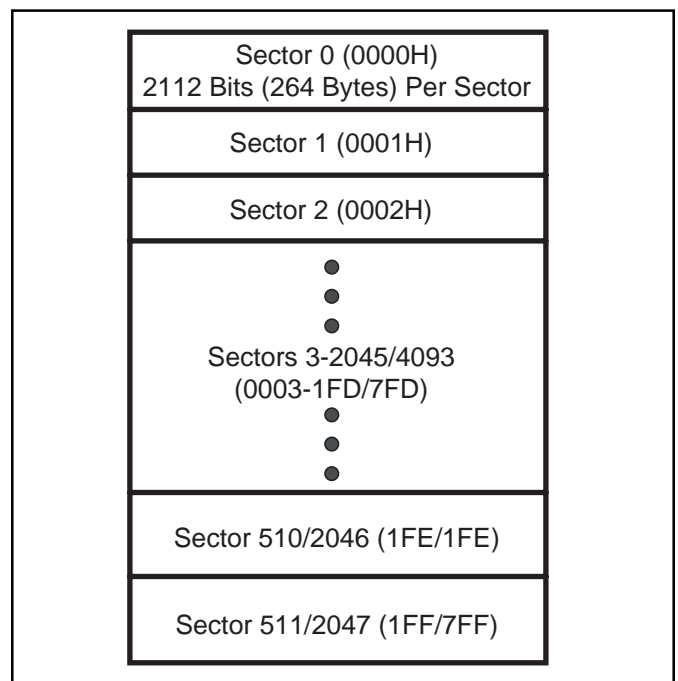 Sector 0 (0000H)
2112 Bits (264 Bytes) Per Sector
Sector 1 (0001H)
Sector 2 (0002H)
Sectors 3-2045/4093
(0003-1FD/7FD)
Sector 510/2046 (1FE/1FE)
Sector 511/2047 (1FF/7FF)